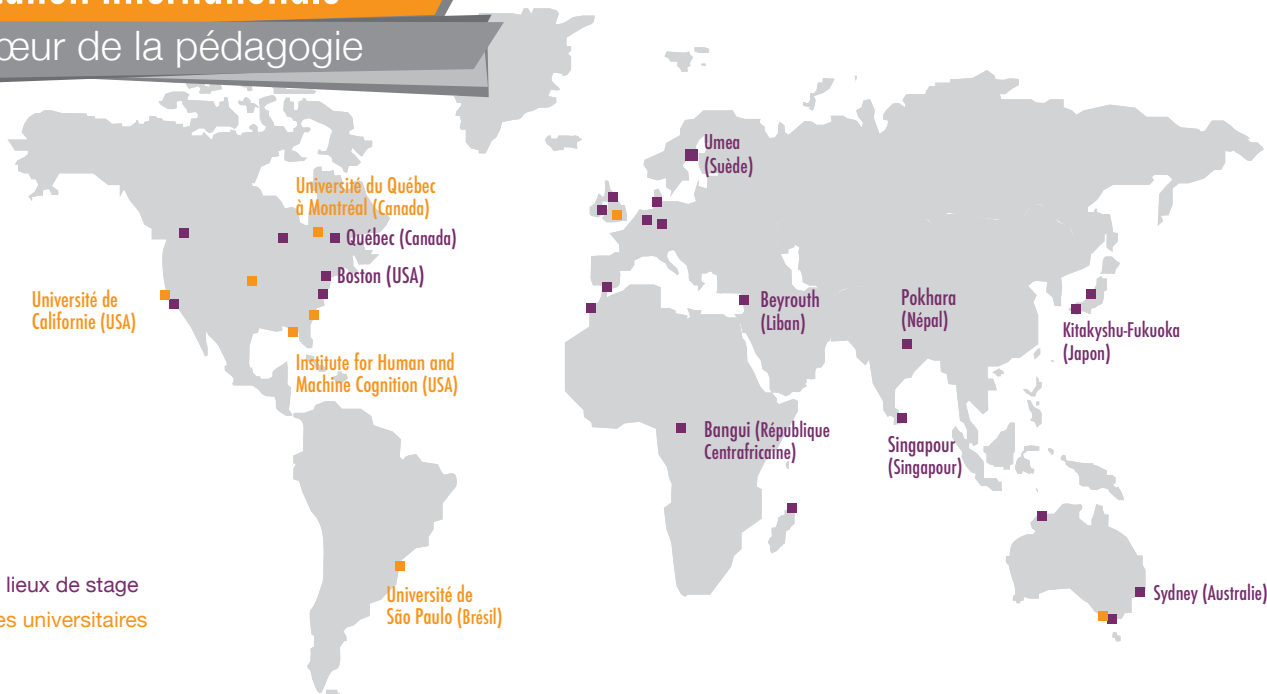 œur de la pédagogie
Umea
(Suède)
Université du Québec
à Montréal (Canada)
Québec (Canada)
Boston (USA)
Université de
Californie (USA)
Institute for Human and
Machine Cognition (USA)
Beyrouth
(Liban)
Pokhara
(Népal)
Kitakyshu-Fukuoka
(Japon)
Bangui (République
Centrafricaine)
Singapour
(Singapour)
Université de
São Paulo (Brésil)
Sydney (Australie)
lieux de stage
es universitaires